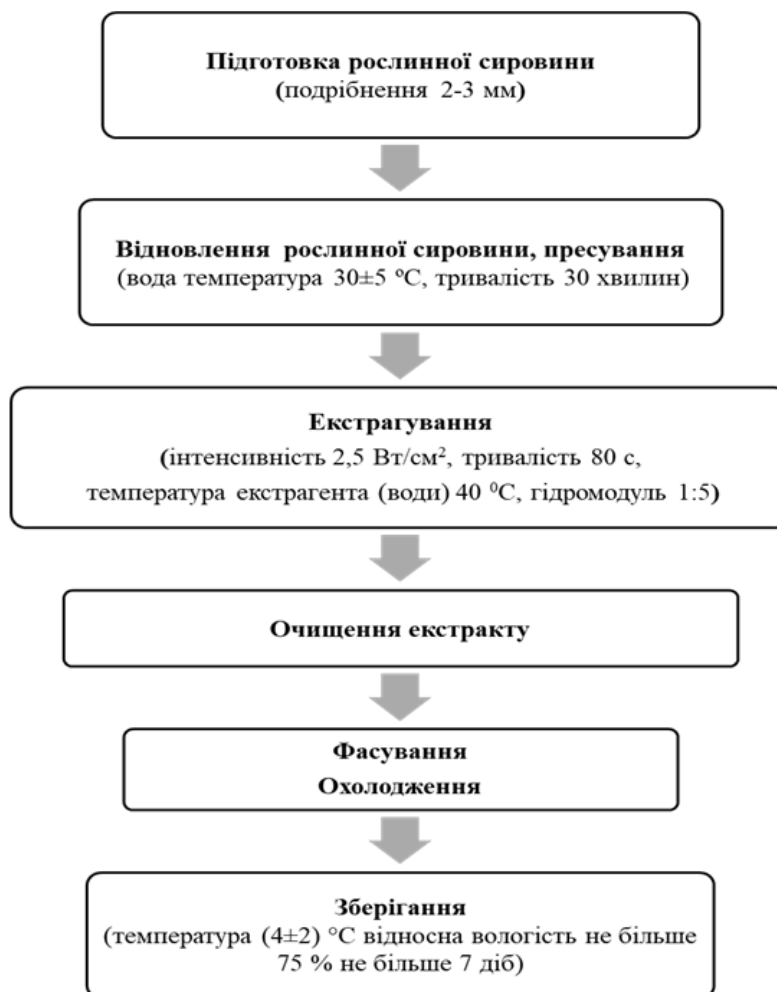 Підготовка рослинної сировини
(подрібнення 2-3 мм)
Відновлення рослинної сировини, пресування
(вода температура 30±5 ºС, тривалість 30 хвилин)
Екстрагування
(інтенсивність 2,5 Вт/см², тривалість 80 с,
температура екстрагента (води) 40 ⁰С, гідромодуль 1:5)
Очищення екстракту
Фасування
Охолодження
Зберігання
(температура (4±2) °С відносна вологість не більше
75 % не більше 7 діб)